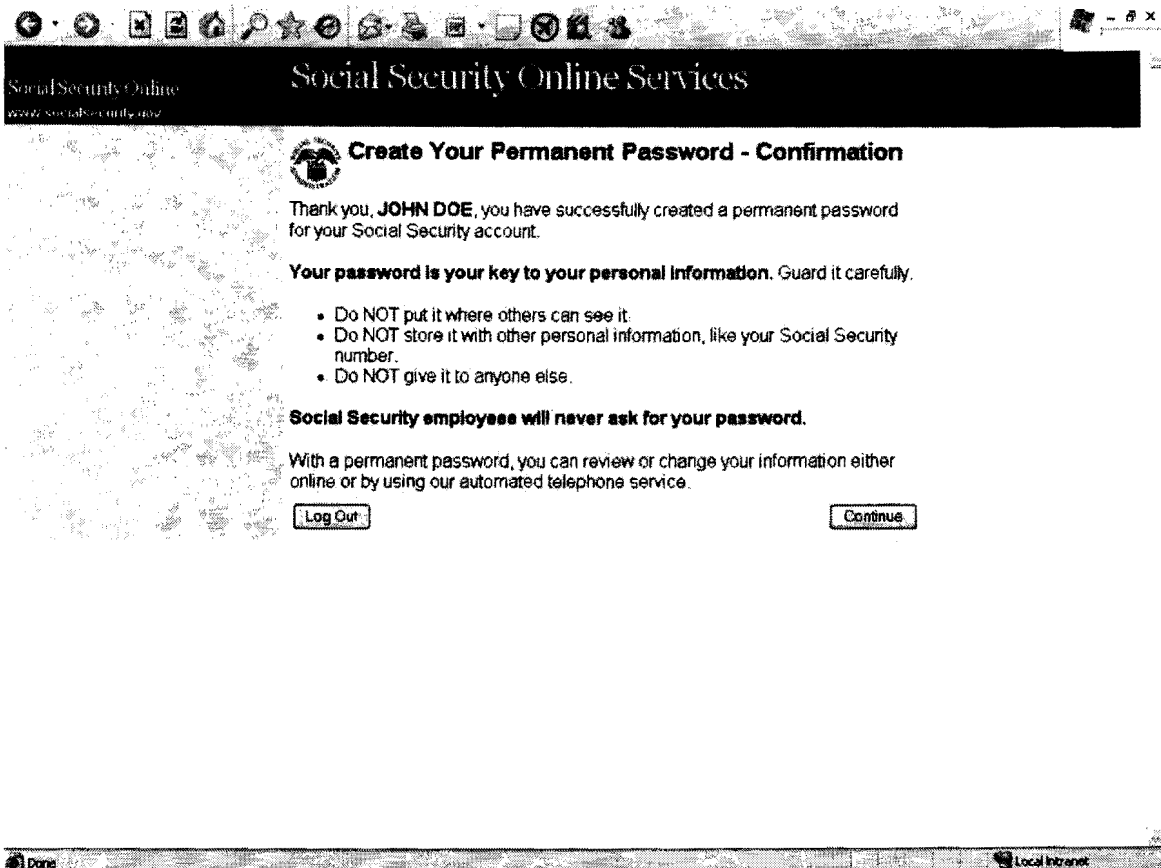 Social Security Online
www.socialsecurity.gov
Social Security Online Services
Create Your Permanent Password - Confirmation
Thank you, JOHN DOE, you have successfully created a permanent password
for your Social Security account.
Your password is your key to your personal information. Guard it carefully.
• Do NOT put it where others can see it.
• Do NOT store it with other personal information, like your Social Security
number.
• Do NOT give it to anyone else.
Social Security employees will never ask for your password.
With a permanent password, you can review or change your information either
online or by using our automated telephone service.
Log Out
Continue
Done
Local intranet